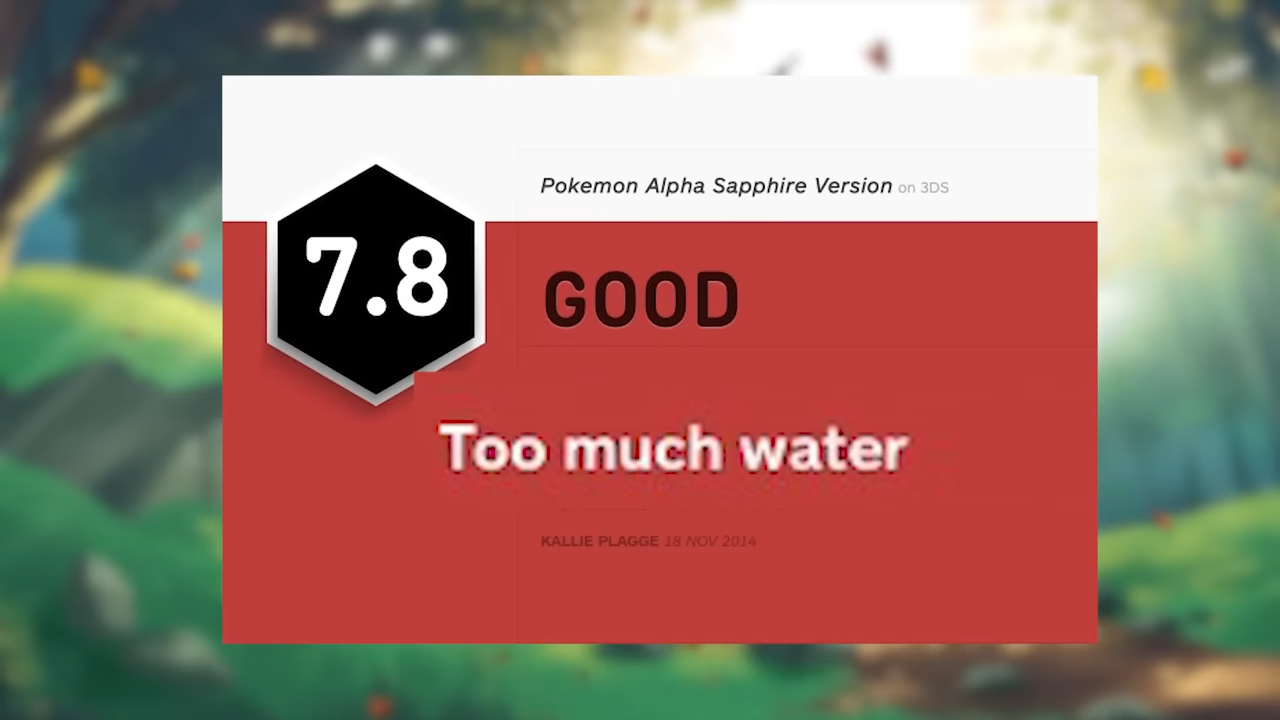 Pokemon Alpha Sapphire Version on 3DS
7.8
GOOD
Too much water
KALLIE PLAGGE 18 NOV 2014